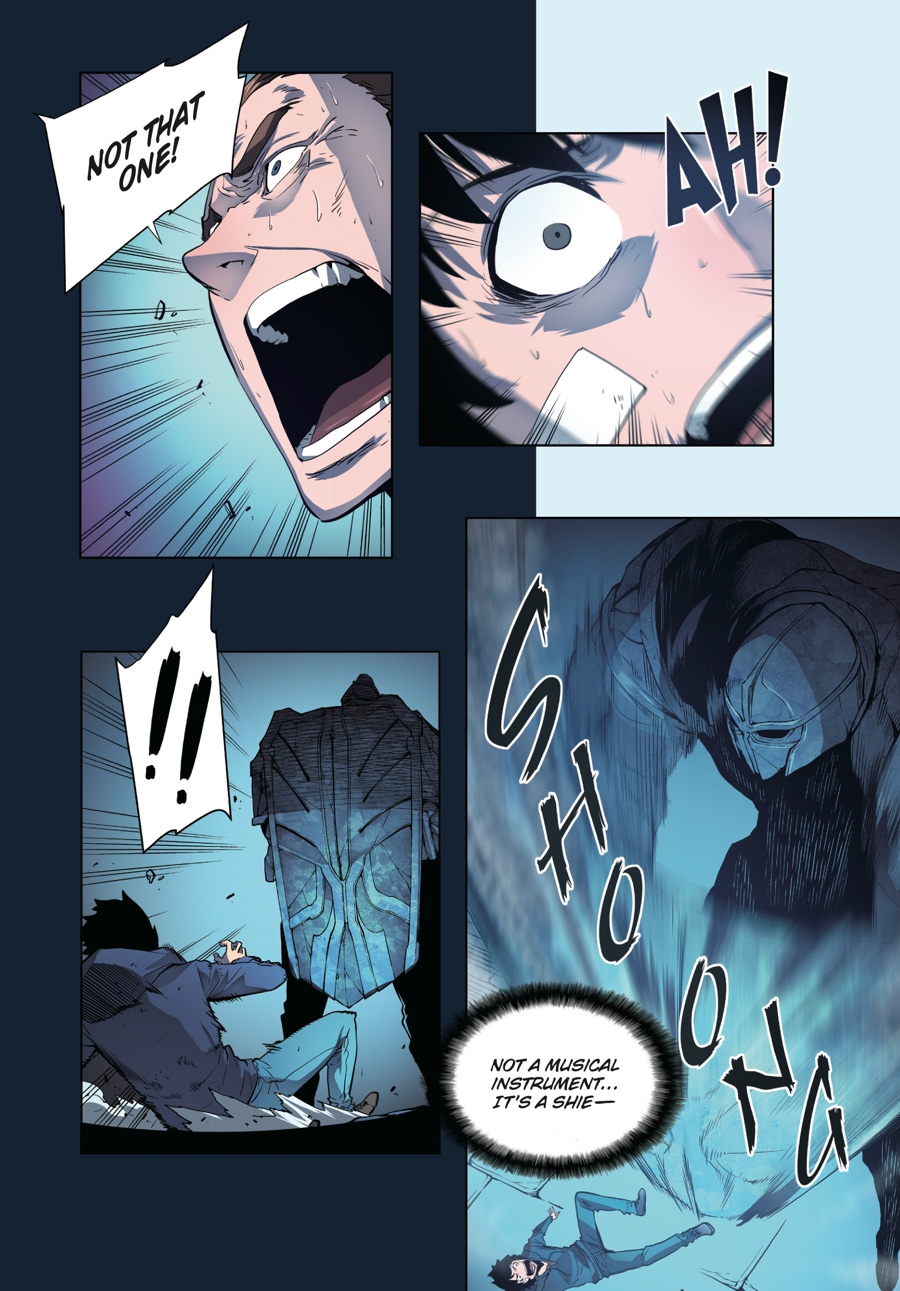 NOT THAT
ONE!
AH!
!!
SHOONG
NOT A MUSICAL
INSTRUMENT...
IT'S A SHIE—